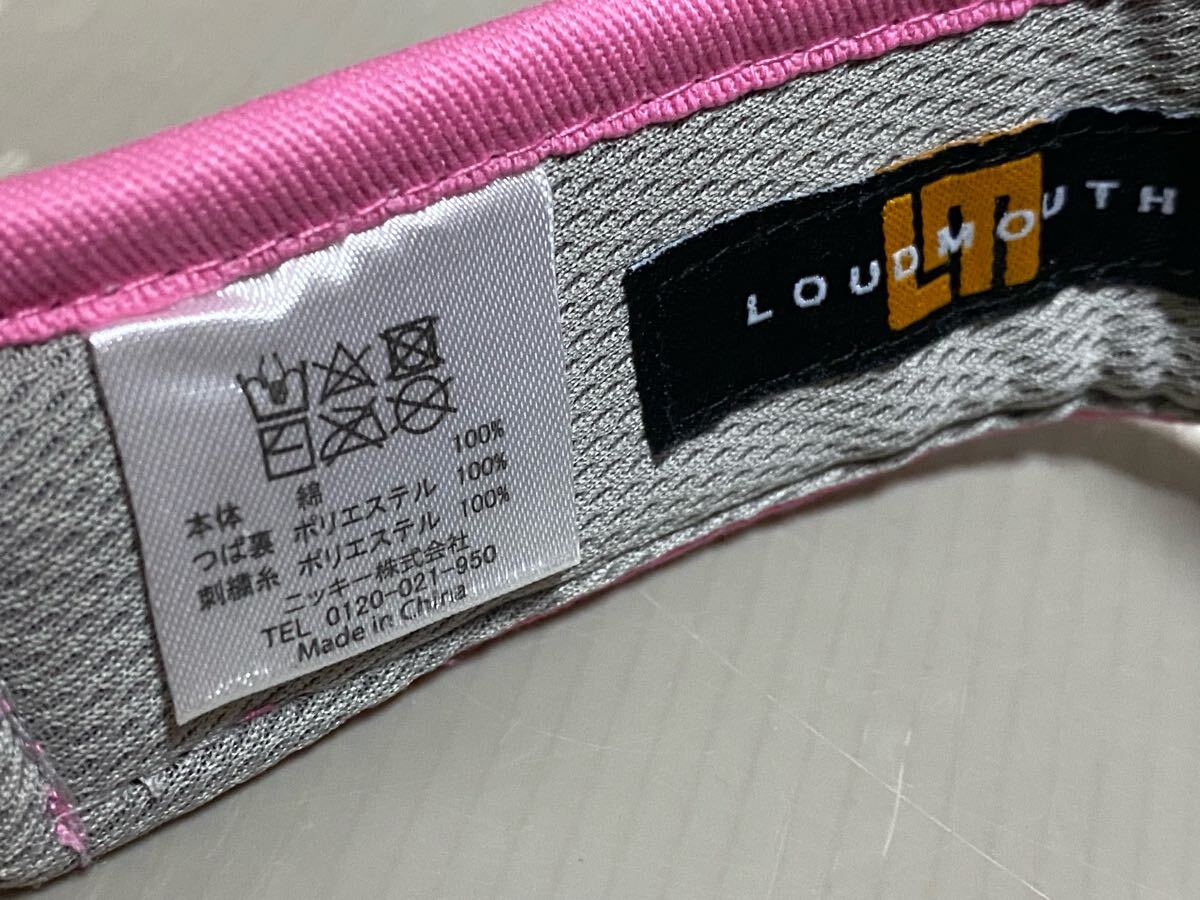 本体 綿 100%
つば裏 ポリエステル 100%
刺繍糸 ポリエステル 100%
ニッキー株式会社
TEL 0120-021-950
Made in China
LM
LOUDMOUTH